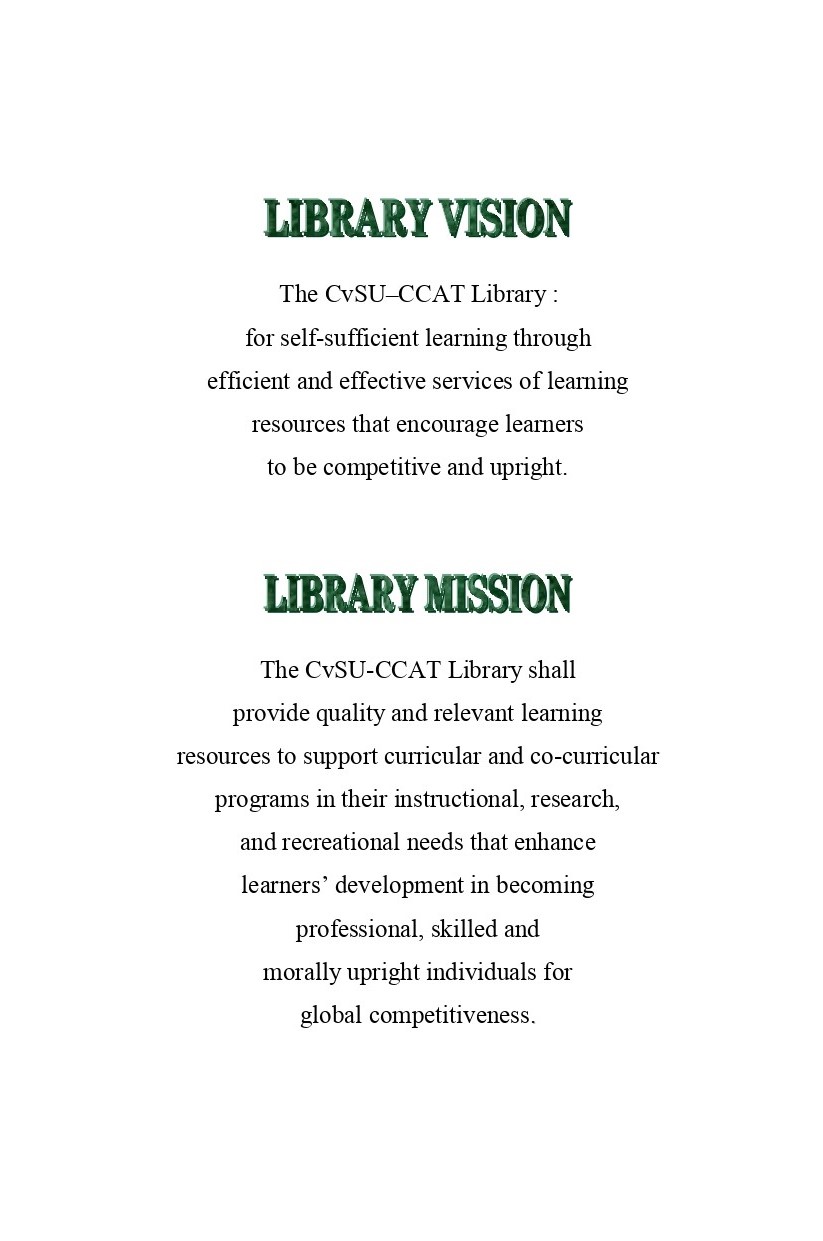 LIBRARY VISION
The CvSU–CCAT Library :
for self-sufficient learning through
efficient and effective services of learning
resources that encourage learners
to be competitive and upright.
LIBRARY MISSION
The CvSU-CCAT Library shall
provide quality and relevant learning
resources to support curricular and co-curricular
programs in their instructional, research,
and recreational needs that enhance
learners’ development in becoming
professional, skilled and
morally upright individuals for
global competitiveness.